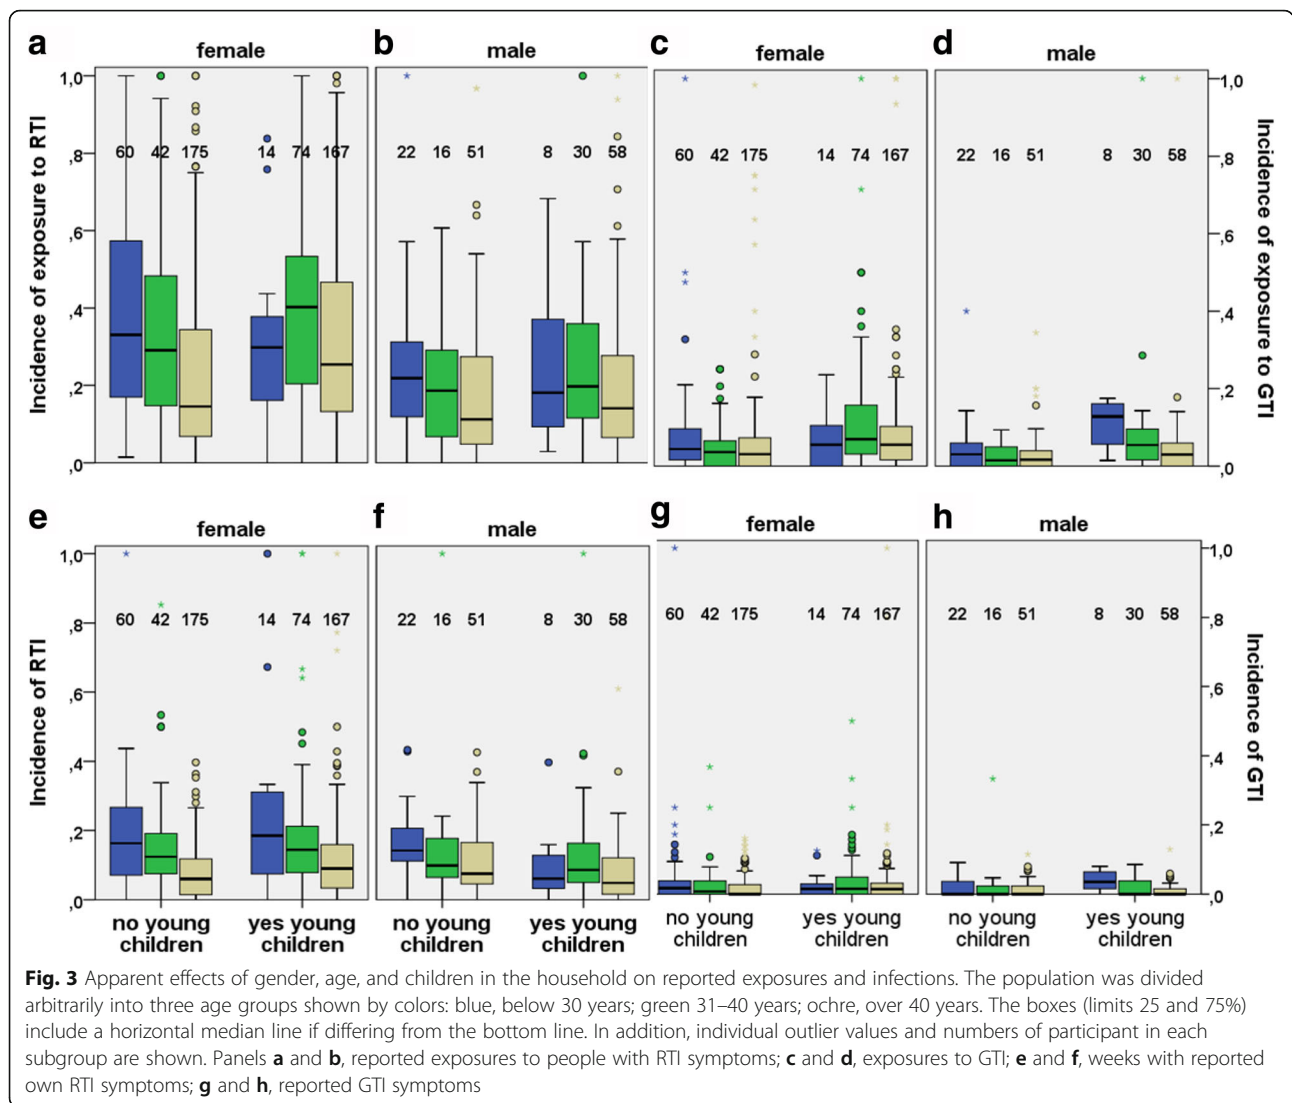 a female b male c female d male
1,0 1,0
60 42 175 14 74 167 22 16 51 8 30 58 60 42 175 14 74 167 22 16 51 8 30 58
,8 ,8
,6 ,6
,4 ,4
,2 ,2
,0 ,0
Incidence of exposure to RTI
Incidence of exposure to GTI
e female f male g female h male
1,0 1,0
60 42 175 14 74 167 22 16 51 8 30 58 60 42 175 14 74 167 22 16 51 8 30 58
,8 ,8
,6 ,6
,4 ,4
,2 ,2
,0 ,0
Incidence of RTI
Incidence of GTI
no young yes young no young yes young no young yes young no young yes young
children children children children children children children children
Fig. 3 Apparent effects of gender, age, and children in the household on reported exposures and infections. The population was divided
arbitrarily into three age groups shown by colors: blue, below 30 years; green 31–40 years; ochre, over 40 years. The boxes (limits 25 and 75%)
include a horizontal median line if differing from the bottom line. In addition, individual outlier values and numbers of participant in each
subgroup are shown. Panels a and b, reported exposures to people with RTI symptoms; c and d, exposures to GTI; e and f, weeks with reported
own RTI symptoms; g and h, reported GTI symptoms